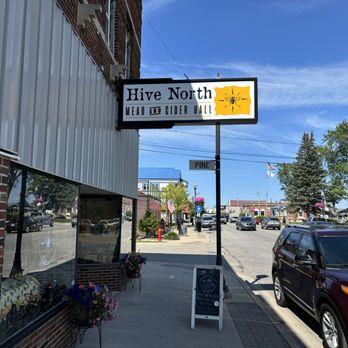 Hive North
MEAD AND CIDER HALL
PINE